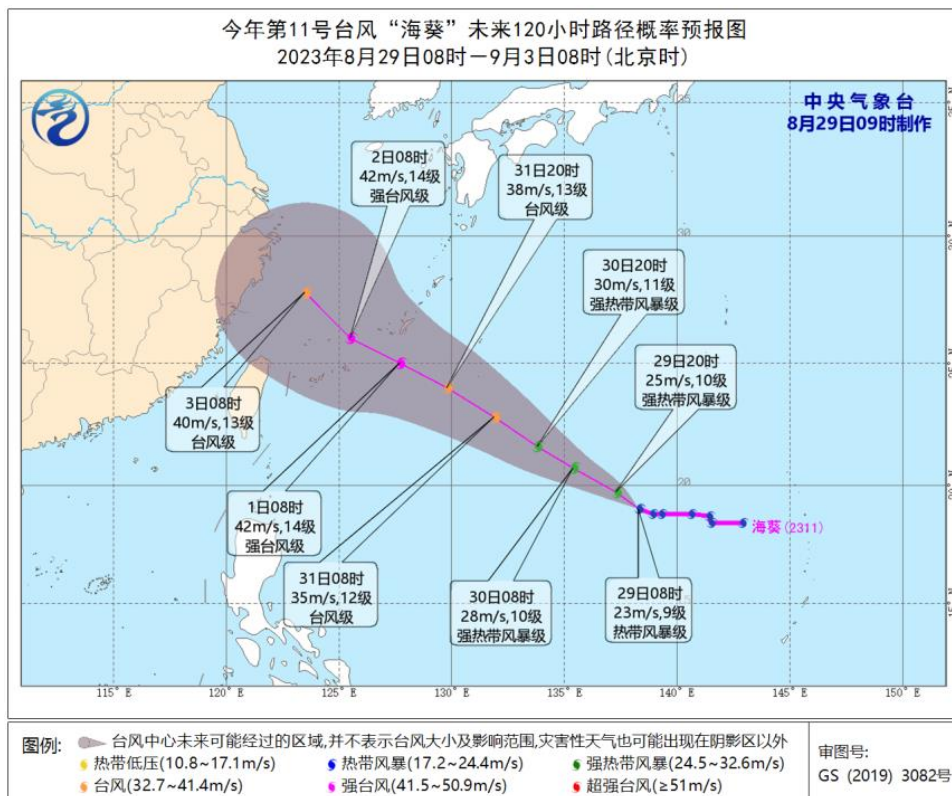 今年第11号台风“海葵”未来120小时路径概率预报图
2023年8月29日08时－9月3日08时(北京时)
中央气象台
8月29日09时制作
2日08时
42m/s,14级
强台风级
31日20时
38m/s,13级
台风级
30日20时
30m/s,11级
强热带风暴级
29日20时
25m/s,10级
强热带风暴级
3日08时
40m/s,13级
台风级
1日08时
42m/s,14级
强台风级
31日08时
35m/s,12级
台风级
30日08时
28m/s,10级
强热带风暴级
29日08时
23m/s,9级
热带风暴级
海葵(2311)
115° E
120° E
125° E
130° E
135° E
140° E
145° E
150° E
图例:
台风中心未来可能经过的区域,并不表示台风大小及影响范围,灾害性天气也可能出现在阴影区以外
热带低压(10.8~17.1m/s)
热带风暴(17.2~24.4m/s)
强热带风暴(24.5~32.6m/s)
台风(32.7~41.4m/s)
强台风(41.5~50.9m/s)
超强台风(≥51m/s)
审图号:
GS (2019) 3082号